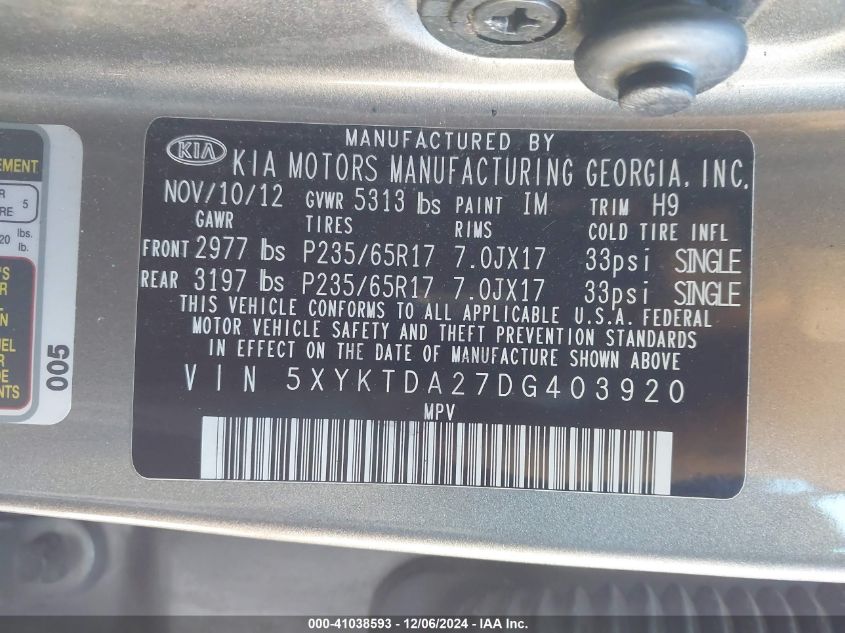 MANUFACTURED BY
KIA KIA MOTORS MANUFACTURING GEORGIA, INC.
NOV/10/12 GVWR 5313 lbs PAINT IM TRIM H9
GAWR TIRES RIMS COLD TIRE INFL
FRONT 2977 lbs P235/65R17 7.0JX17 33psi SINGLE
REAR 3197 lbs P235/65R17 7.0JX17 33psi SINGLE
THIS VEHICLE CONFORMS TO ALL APPLICABLE U.S.A. FEDERAL
MOTOR VEHICLE SAFETY AND THEFT PREVENTION STANDARDS
IN EFFECT ON THE DATE OF MANUFACTURE SHOWN ABOVE
VIN 5XYKTDA27DG403920
MPV
5
lbs.
lb.
005
000-41038593 - 12/06/2024 - IAA, Inc.